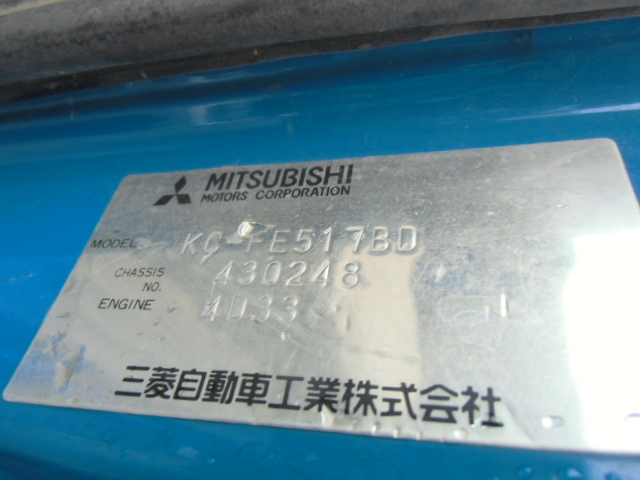 MITSUBISHI
MOTORS CORPORATION
MODEL KC-FE517BD
CHASSIS NO. 430248
ENGINE 4D33
三菱自動車工業株式会社